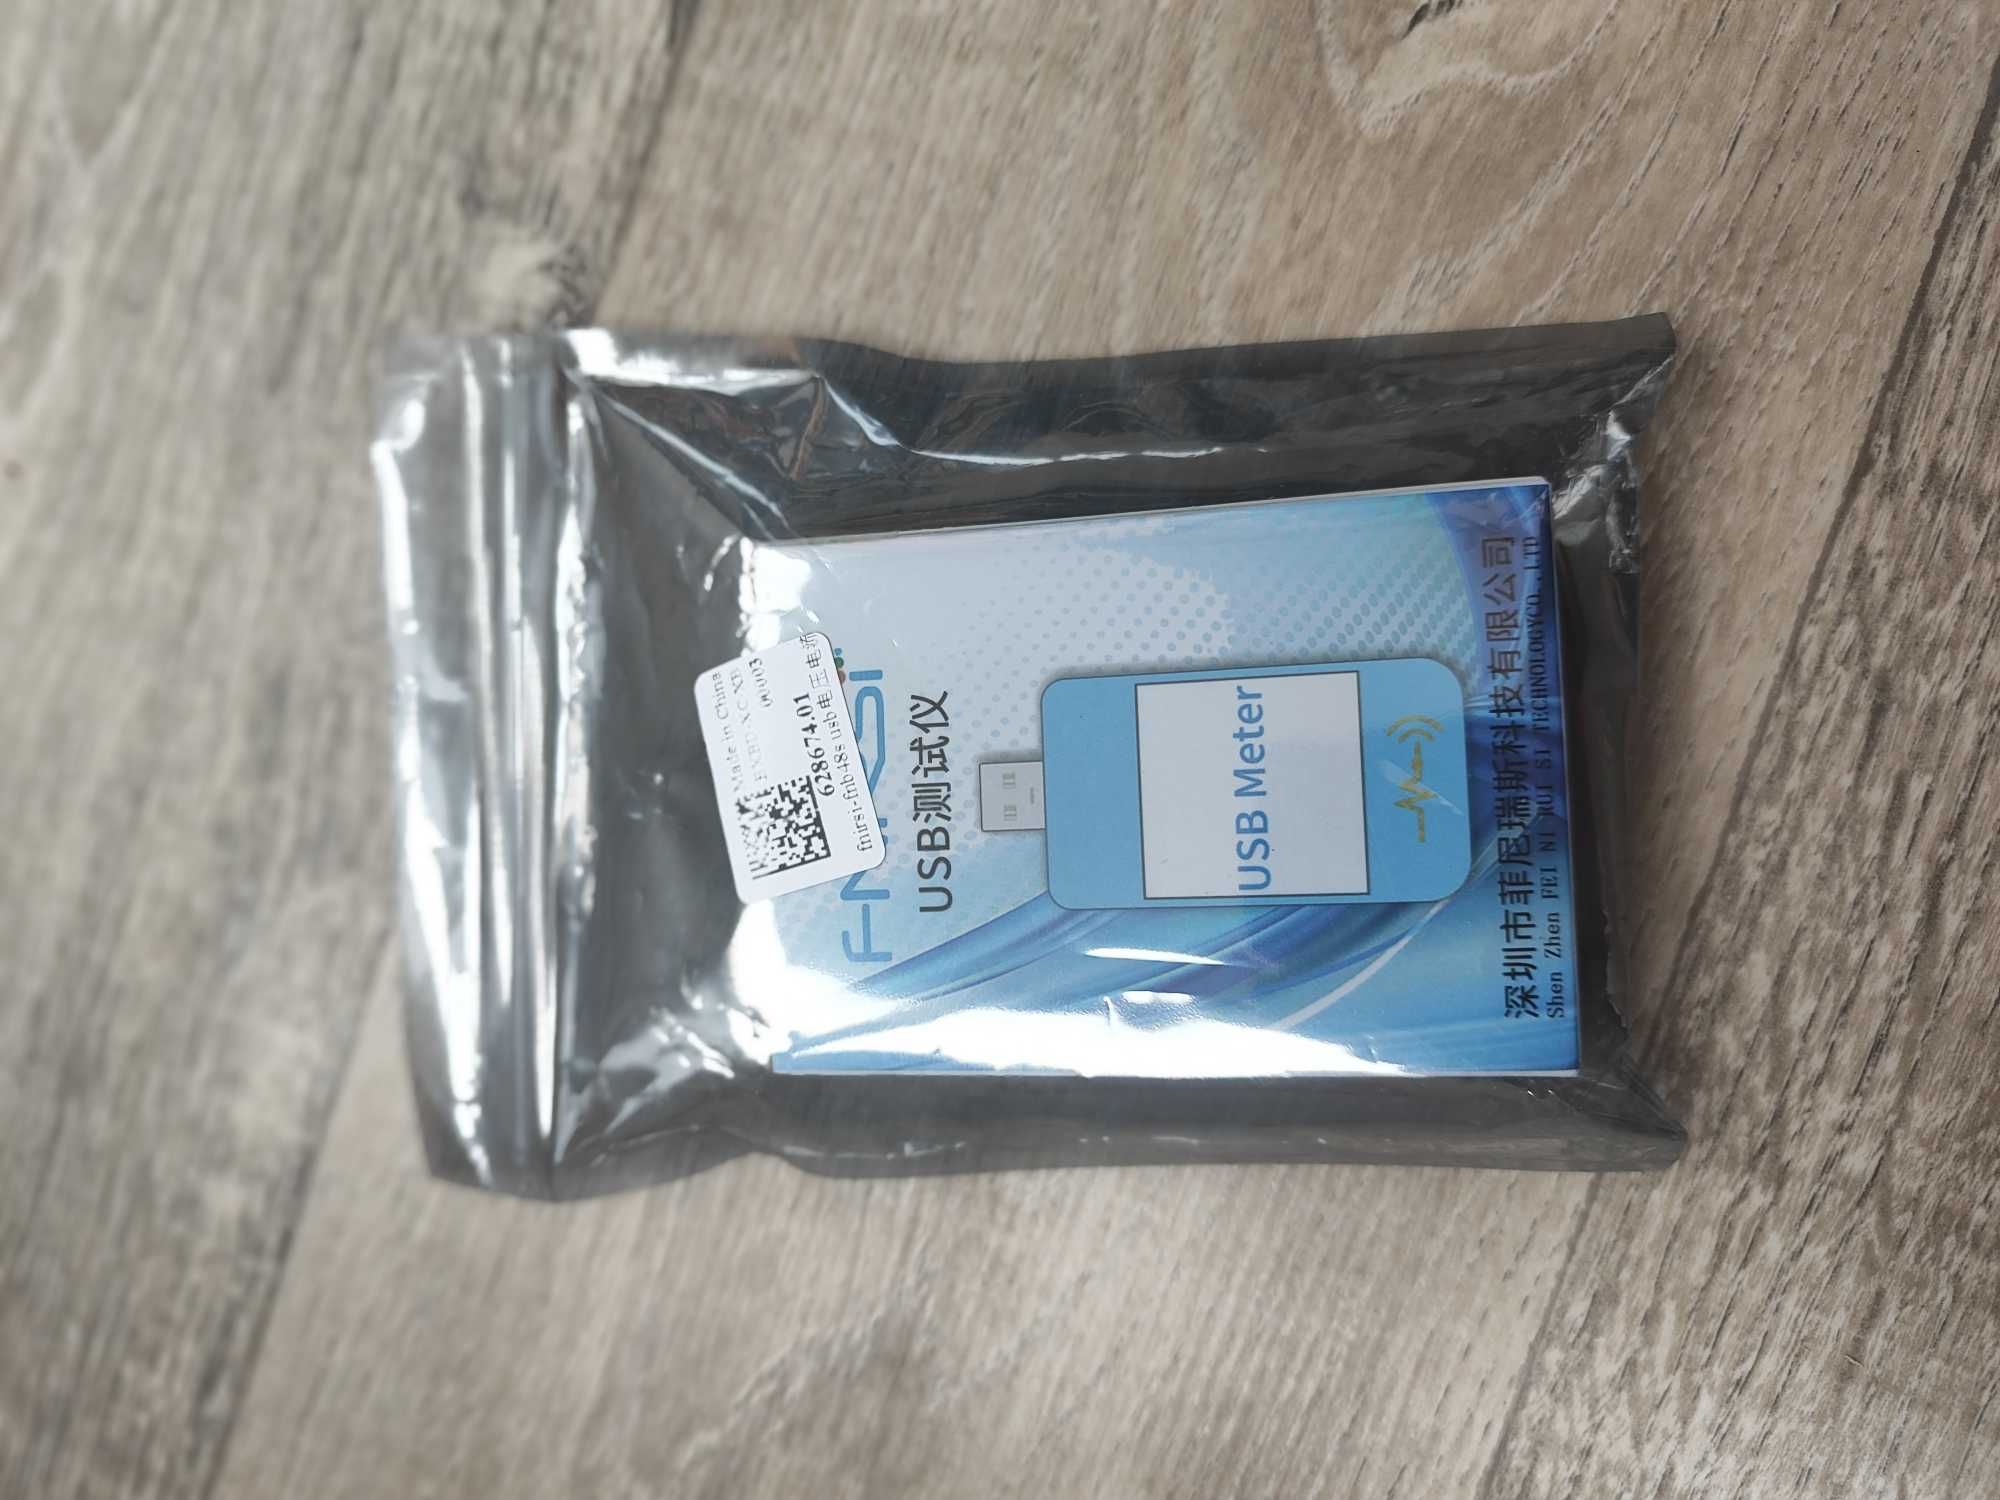 Made in China
00003
628674.01
fnirsi-fnb48s usb电压电流
USB测试仪
USB Meter
深圳市菲尼瑞斯科技有限公司
Shen Zhen FEI NI RUI SI TECHNOLOGYCO.,LTD